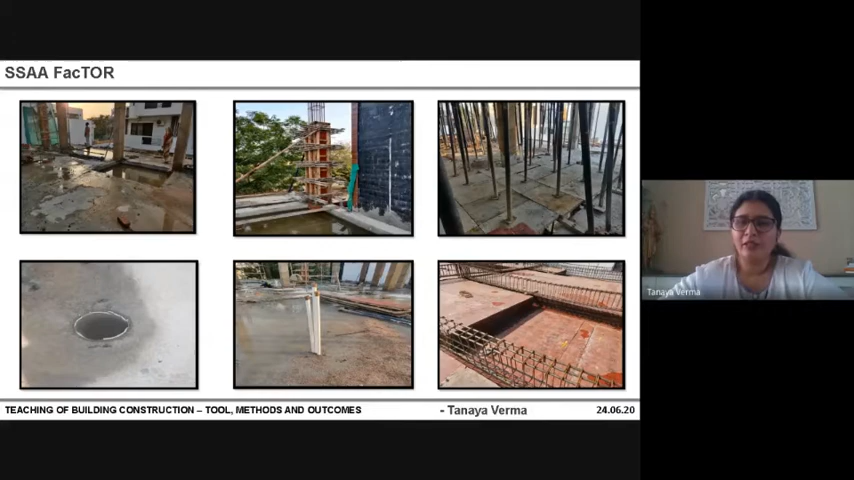 SSAA FacTOR
TEACHING OF BUILDING CONSTRUCTION – TOOL, METHODS AND OUTCOMES
- Tanaya Verma
24.06.20
Tanaya Verma